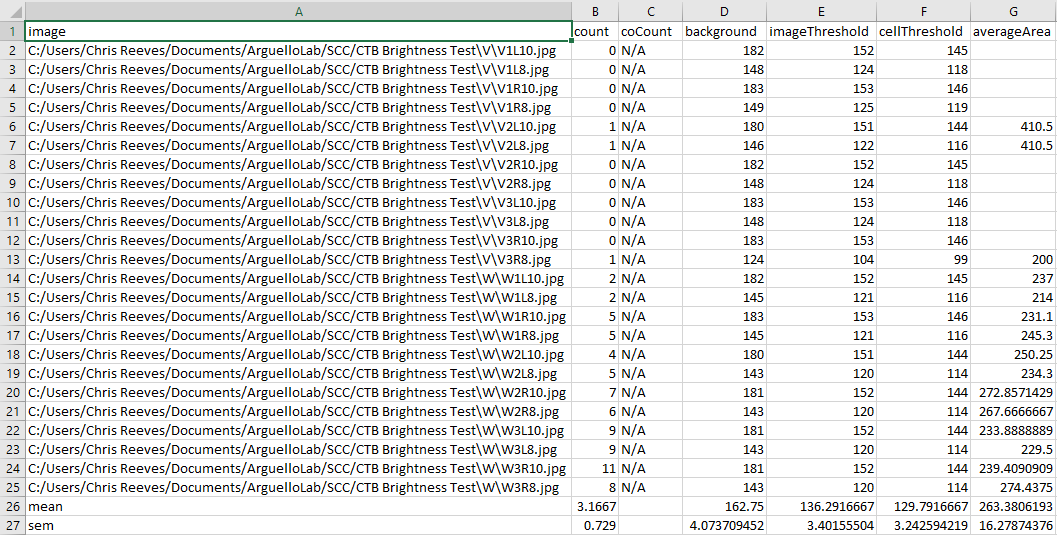 A B C D E F G
1 image count coCount background imageThreshold cellThreshold averageArea
2 C:/Users/Chris Reeves/Documents/ArguelloLab/SCC/CTB Brightness Test\V\V1L10.jpg 0 N/A 182 152 145
3 C:/Users/Chris Reeves/Documents/ArguelloLab/SCC/CTB Brightness Test\V\V1L8.jpg 0 N/A 148 124 118
4 C:/Users/Chris Reeves/Documents/ArguelloLab/SCC/CTB Brightness Test\V\V1R10.jpg 0 N/A 183 153 146
5 C:/Users/Chris Reeves/Documents/ArguelloLab/SCC/CTB Brightness Test\V\V1R8.jpg 0 N/A 149 125 119
6 C:/Users/Chris Reeves/Documents/ArguelloLab/SCC/CTB Brightness Test\V\V2L10.jpg 1 N/A 180 151 144 410.5
7 C:/Users/Chris Reeves/Documents/ArguelloLab/SCC/CTB Brightness Test\V\V2L8.jpg 1 N/A 146 122 116 410.5
8 C:/Users/Chris Reeves/Documents/ArguelloLab/SCC/CTB Brightness Test\V\V2R10.jpg 0 N/A 182 152 145
9 C:/Users/Chris Reeves/Documents/ArguelloLab/SCC/CTB Brightness Test\V\V2R8.jpg 0 N/A 148 124 118
10 C:/Users/Chris Reeves/Documents/ArguelloLab/SCC/CTB Brightness Test\V\V3L10.jpg 0 N/A 183 153 146
11 C:/Users/Chris Reeves/Documents/ArguelloLab/SCC/CTB Brightness Test\V\V3L8.jpg 0 N/A 148 124 118
12 C:/Users/Chris Reeves/Documents/ArguelloLab/SCC/CTB Brightness Test\V\V3R10.jpg 0 N/A 183 153 146
13 C:/Users/Chris Reeves/Documents/ArguelloLab/SCC/CTB Brightness Test\V\V3R8.jpg 1 N/A 124 104 99 200
14 C:/Users/Chris Reeves/Documents/ArguelloLab/SCC/CTB Brightness Test\W\W1L10.jpg 2 N/A 182 152 145 237
15 C:/Users/Chris Reeves/Documents/ArguelloLab/SCC/CTB Brightness Test\W\W1L8.jpg 2 N/A 145 121 116 214
16 C:/Users/Chris Reeves/Documents/ArguelloLab/SCC/CTB Brightness Test\W\W1R10.jpg 5 N/A 183 153 146 231.1
17 C:/Users/Chris Reeves/Documents/ArguelloLab/SCC/CTB Brightness Test\W\W1R8.jpg 5 N/A 145 121 116 245.3
18 C:/Users/Chris Reeves/Documents/ArguelloLab/SCC/CTB Brightness Test\W\W2L10.jpg 4 N/A 180 151 144 250.25
19 C:/Users/Chris Reeves/Documents/ArguelloLab/SCC/CTB Brightness Test\W\W2L8.jpg 5 N/A 143 120 114 234.3
20 C:/Users/Chris Reeves/Documents/ArguelloLab/SCC/CTB Brightness Test\W\W2R10.jpg 7 N/A 181 152 144 272.8571429
21 C:/Users/Chris Reeves/Documents/ArguelloLab/SCC/CTB Brightness Test\W\W2R8.jpg 6 N/A 143 120 114 267.6666667
22 C:/Users/Chris Reeves/Documents/ArguelloLab/SCC/CTB Brightness Test\W\W3L10.jpg 9 N/A 181 152 144 233.8888889
23 C:/Users/Chris Reeves/Documents/ArguelloLab/SCC/CTB Brightness Test\W\W3L8.jpg 9 N/A 143 120 114 229.5
24 C:/Users/Chris Reeves/Documents/ArguelloLab/SCC/CTB Brightness Test\W\W3R10.jpg 11 N/A 181 152 144 239.4090909
25 C:/Users/Chris Reeves/Documents/ArguelloLab/SCC/CTB Brightness Test\W\W3R8.jpg 8 N/A 143 120 114 274.4375
26 mean 3.1667 162.75 136.2916667 129.7916667 263.3806193
27 sem 0.729 4.073709452 3.40155504 3.242594219 16.27874376